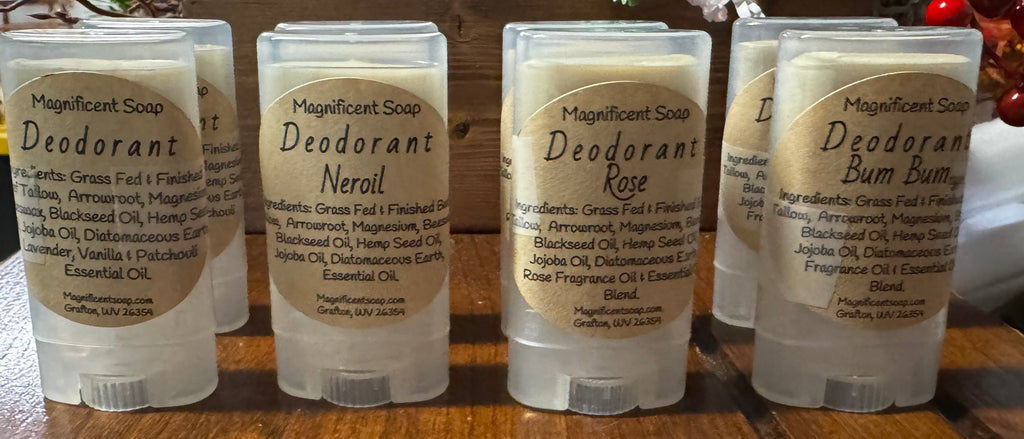 Magnificent Soap
Deodorant
Ingredients: Grass Fed & Finished
Tallow, Arrowroot, Magnesium
Blackseed Oil, Hemp Seed
Jojoba Oil, Diatomaceous Earth
Lavender, Vanilla & Patchouli
Essential Oil.
Magnificentsoap.com
Grafton, WV 26354
Magnificent Soap
Deodorant
Neroil
Ingredients: Grass Fed & Finished
Arrowroot, Magnesium,
Blackseed Oil, Hemp Seed Oil,
Jojoba Oil, Diatomaceous Earth,
Essential Oil.
Magnificentsoap.com
Grafton, WV 26354
Magnificent Soap
Deodorant
Rose
Ingredients: Grass Fed & Finished
Tallow, Arrowroot, Magnesium,
Blackseed Oil, Hemp Seed Oil,
Jojoba Oil, Diatomaceous Earth,
Rose Fragrance Oil & Essential
Blend.
Magnificentsoap.com
Grafton, WV 26354
Magnificent Soap
Deodorant
Bum Bum
Ingredients: Grass Fed & Finished
Tallow, Arrowroot, Magnesium,
Blackseed Oil, Hemp Seed
Jojoba Oil, Diatomaceous Earth
Fragrance Oil & Essential
Blend.
Magnificentsoap.com
Grafton, WV 26354